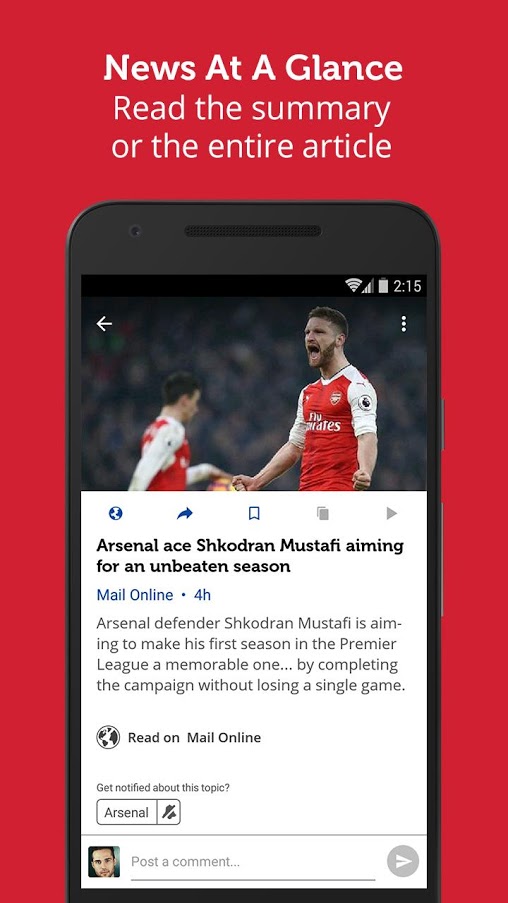 News At A Glance
Read the summary
or the entire article
2:15
Fly
Emirates
Arsenal ace Shkodran Mustafi aiming
for an unbeaten season
Mail Online • 4h
Arsenal defender Shkodran Mustafi is aim-
ing to make his first season in the Premier
League a memorable one... by completing
the campaign without losing a single game.
Read on Mail Online
Get notified about this topic?
Arsenal
Post a comment...